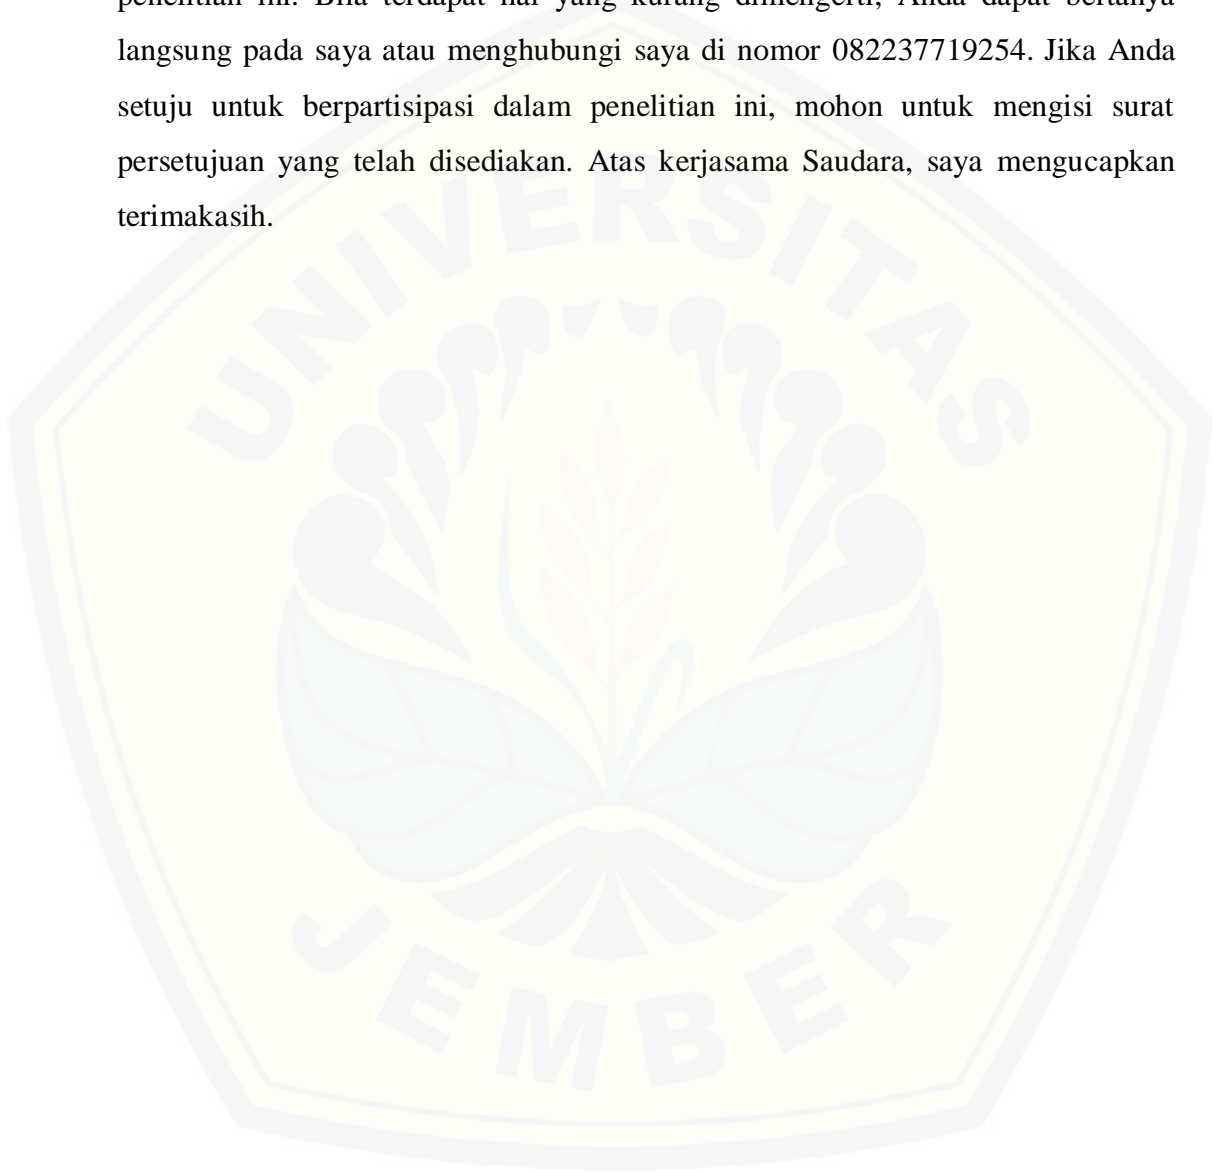 penelitian ini. Bila terdapat hal yang kurang dimengerti, Anda dapat bertanya
langsung pada saya atau menghubungi saya di nomor 082237719254. Jika Anda
setuju untuk berpartisipasi dalam penelitian ini, mohon untuk mengisi surat
persetujuan yang telah disediakan. Atas kerjasama Saudara, saya mengucapkan
terimakasih.
UNIVERSITAS
JEMBER